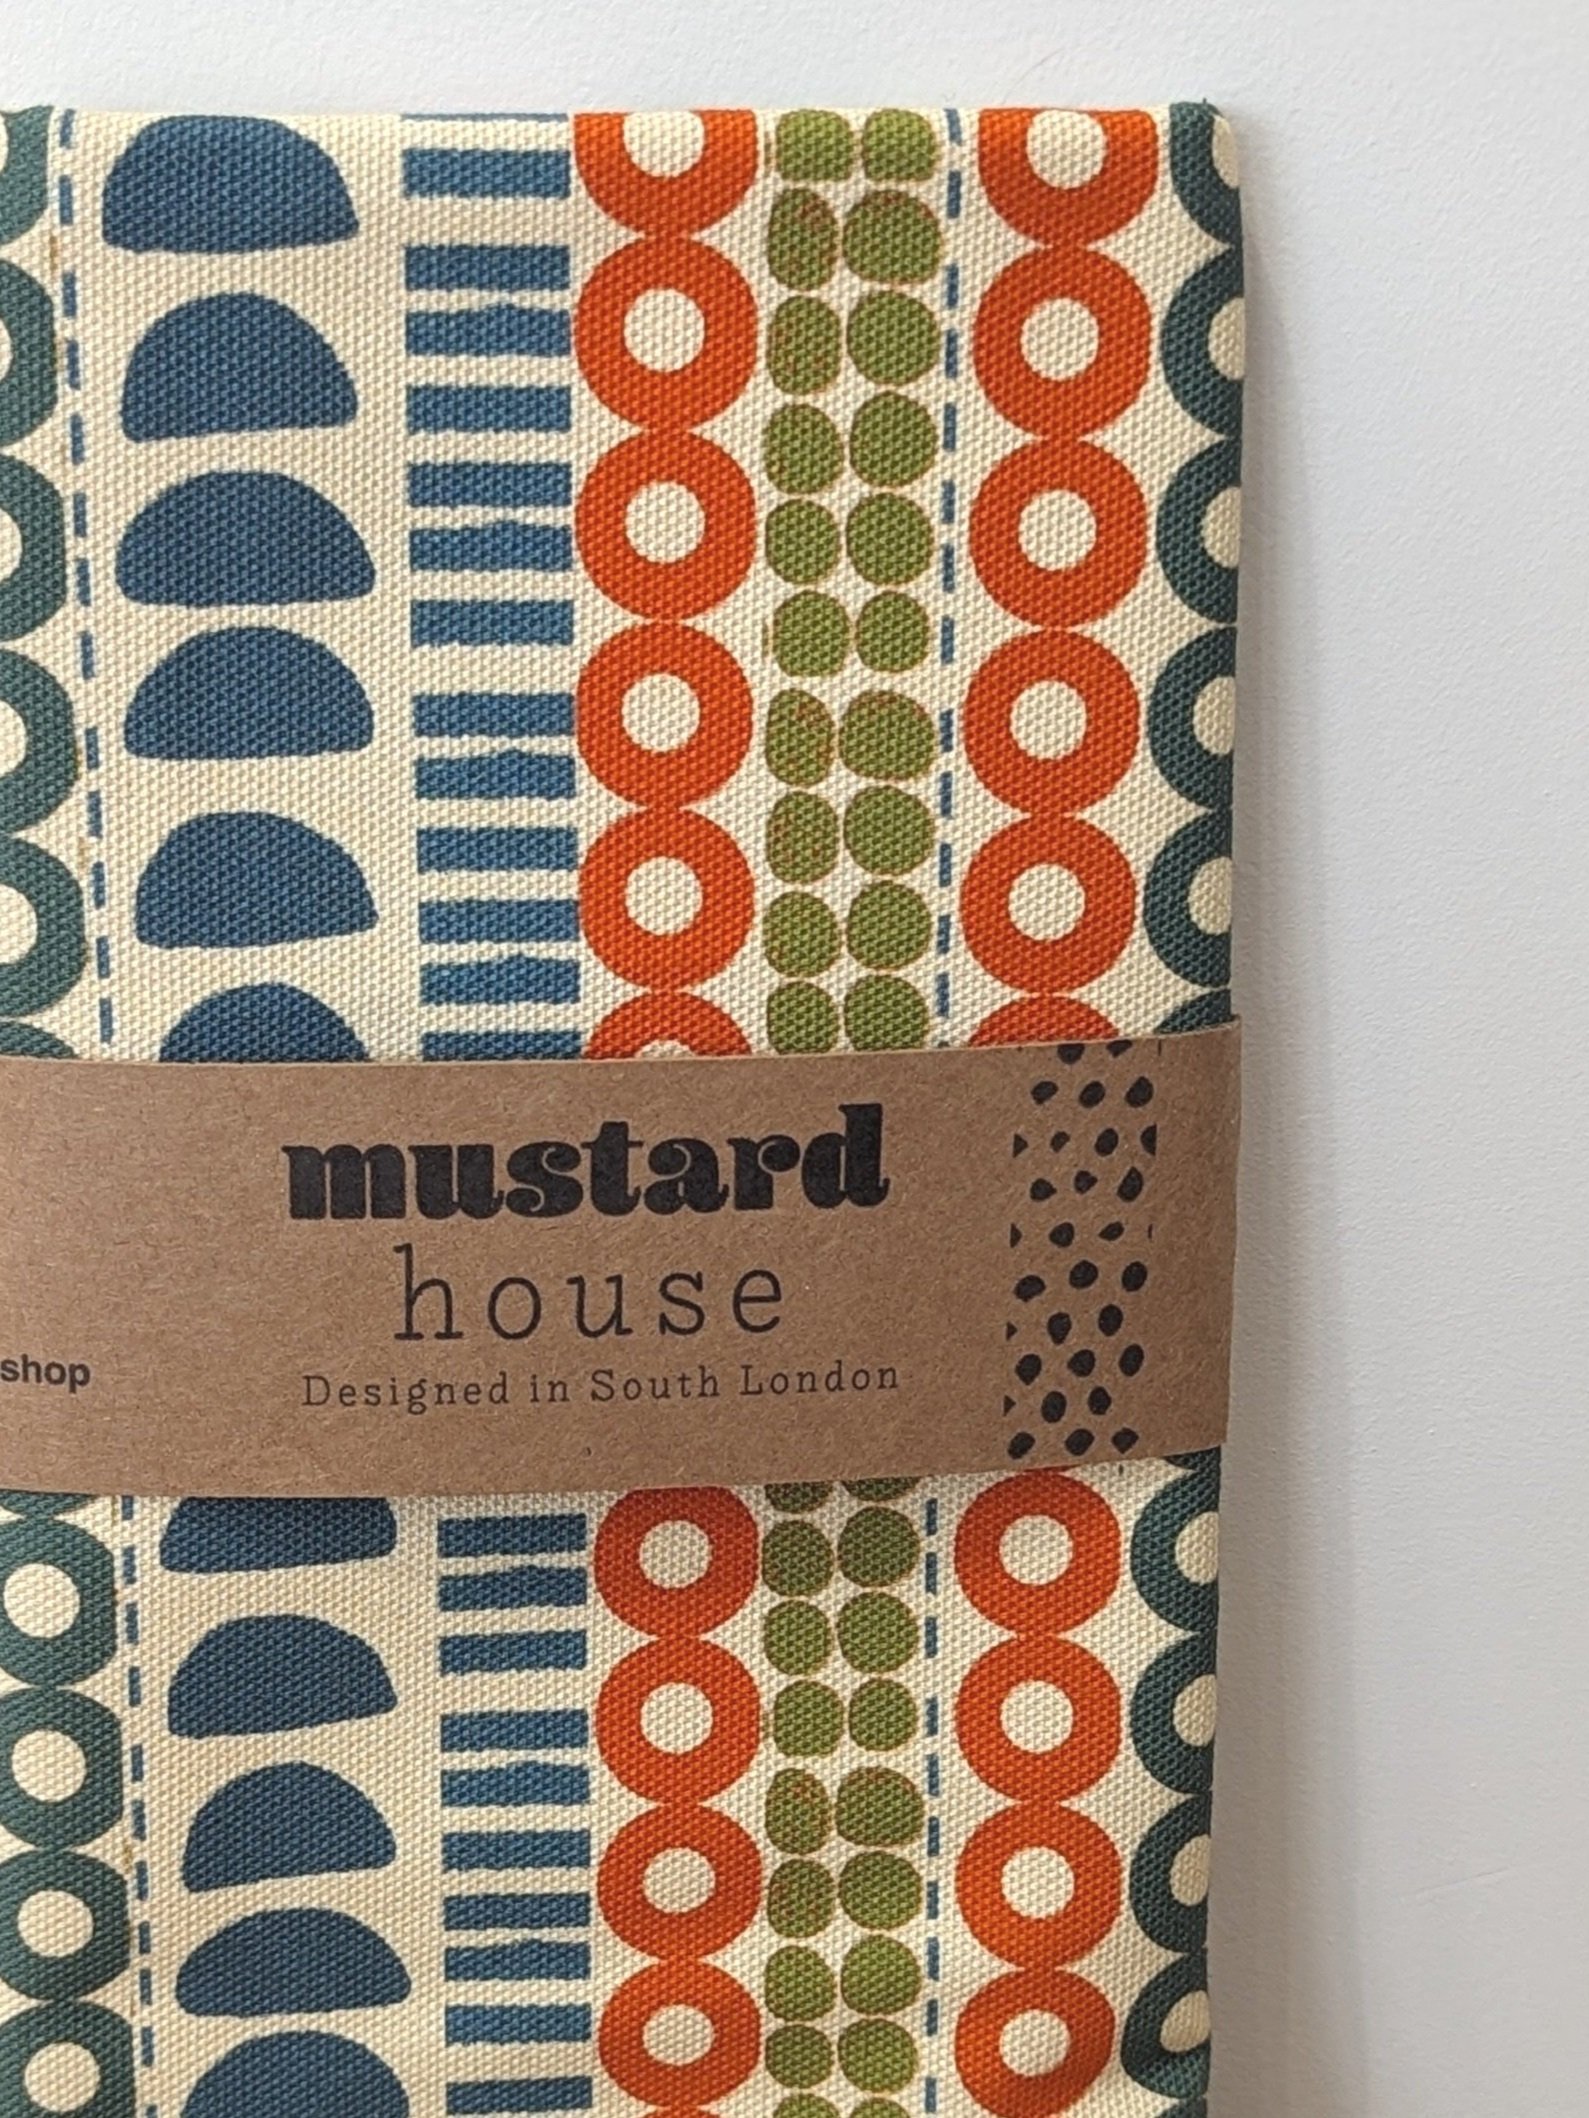 mustard
house
Designed in South London
shop